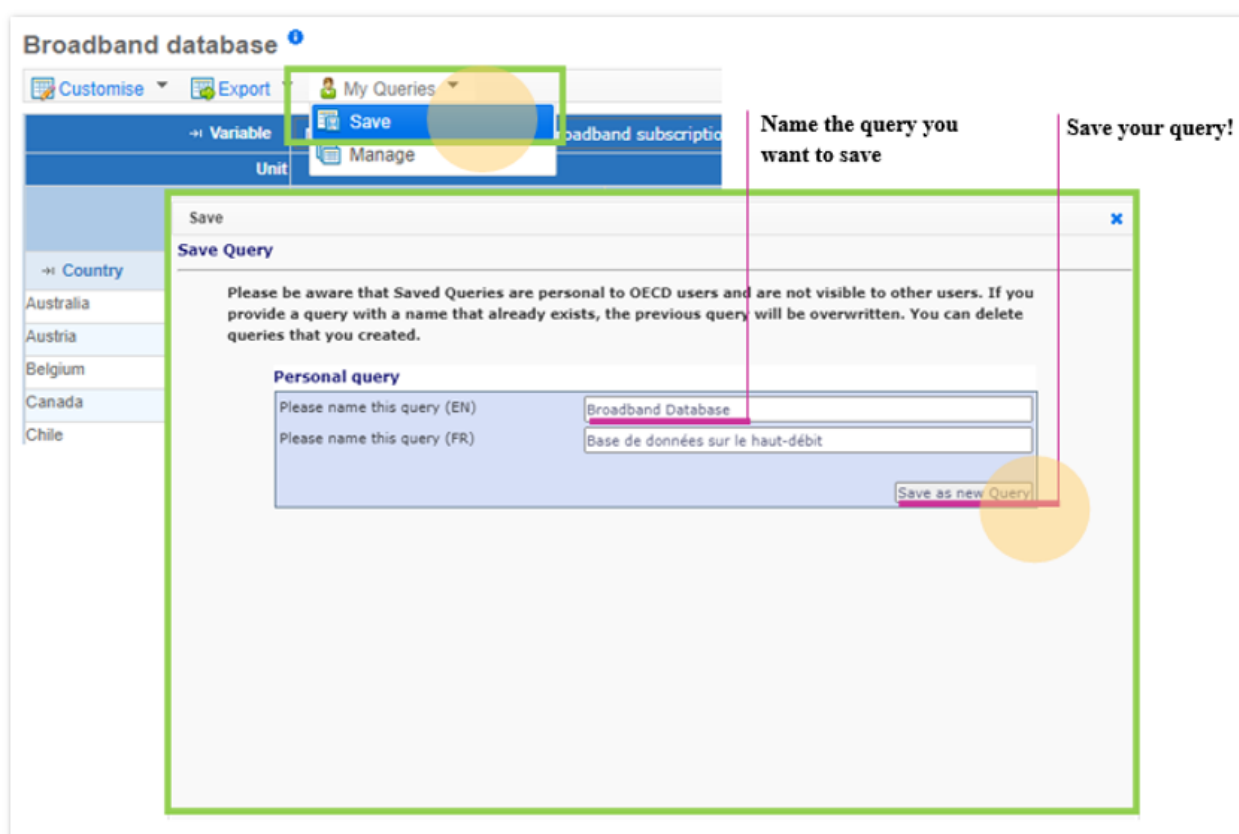 Broadband database
Customise Export My Queries
Save
Manage
Variable
oadband subscriptio
Unit
Name the query you
want to save
Save your query!
Country
Australia
Austria
Belgium
Canada
Chile
Save
Save Query
Please be aware that Saved Queries are personal to OECD users and are not visible to other users. If you
provide a query with a name that already exists, the previous query will be overwritten. You can delete
queries that you created.
Personal query
Please name this query (EN) Broadband Database
Please name this query (FR) Base de données sur le haut-débit
Save as new Query